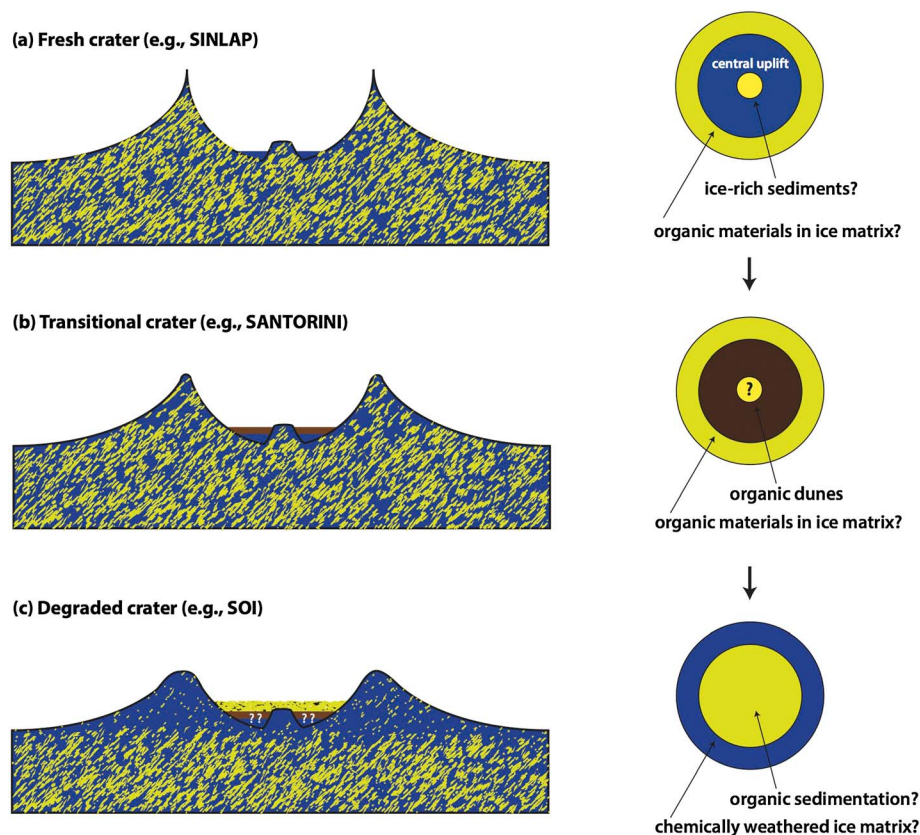 (a) Fresh crater (e.g., SINLAP)
central uplift
ice-rich sediments?
organic materials in ice matrix?
(b) Transitional crater (e.g., SANTORINI)
?
organic dunes
organic materials in ice matrix?
(c) Degraded crater (e.g., SOI)
? ? ? ?
organic sedimentation?
chemically weathered ice matrix?